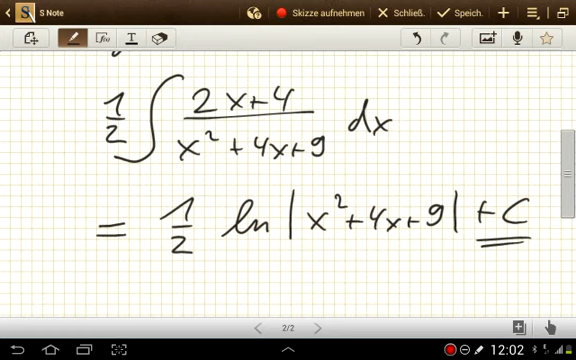 S Note
Skizze aufnehmen
Schließ.
Speich.
f(x)
T
1/2 ∫ (2x+4)/(x²+4x+9) dx
= 1/2 ln|x²+4x+9| + C
2/2
12:02